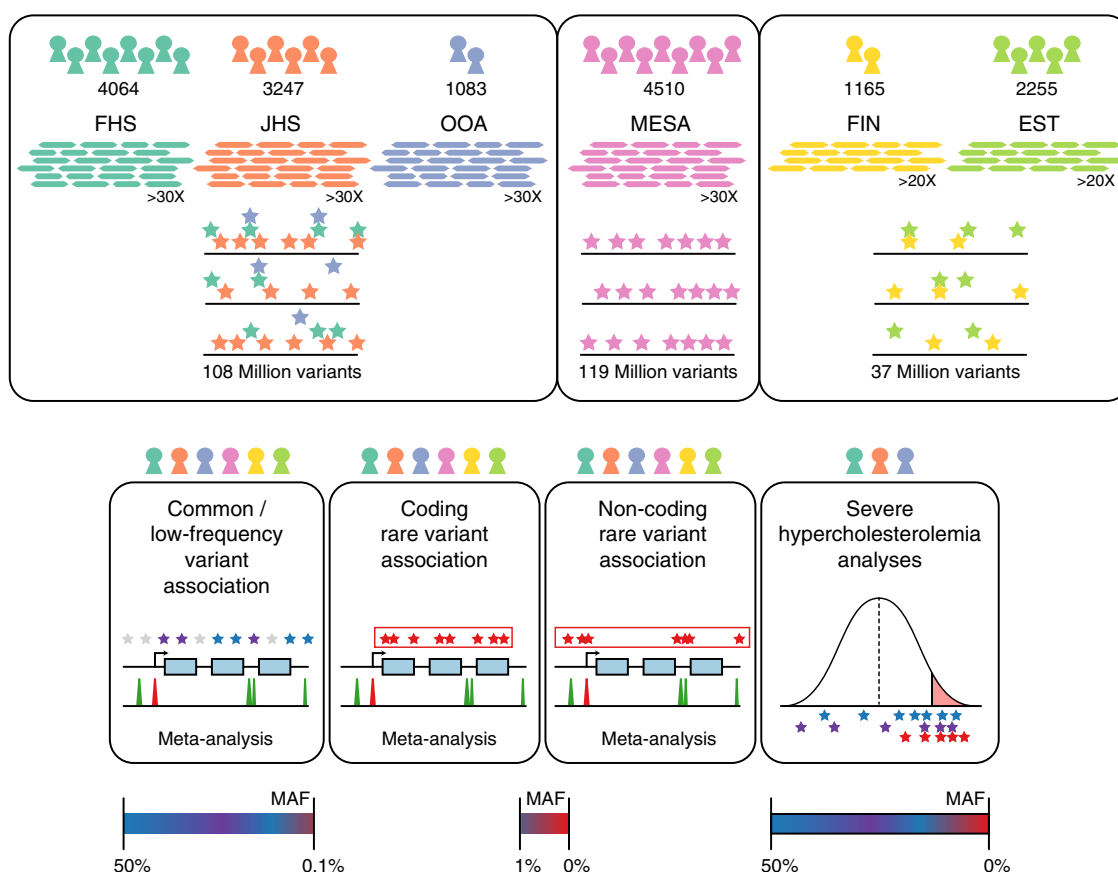 4064
3247
1083
4510
1165
2255
FHS
JHS
OOA
MESA
FIN
EST
>30X
>30X
>30X
>30X
>20X
>20X
108 Million variants
119 Million variants
37 Million variants
Common /
low-frequency
variant
association
Meta-analysis
Coding
rare variant
association
Meta-analysis
Non-coding
rare variant
association
Meta-analysis
Severe
hypercholesterolemia
analyses
MAF
50%
0.1%
MAF
1%
0%
MAF
50%
0%